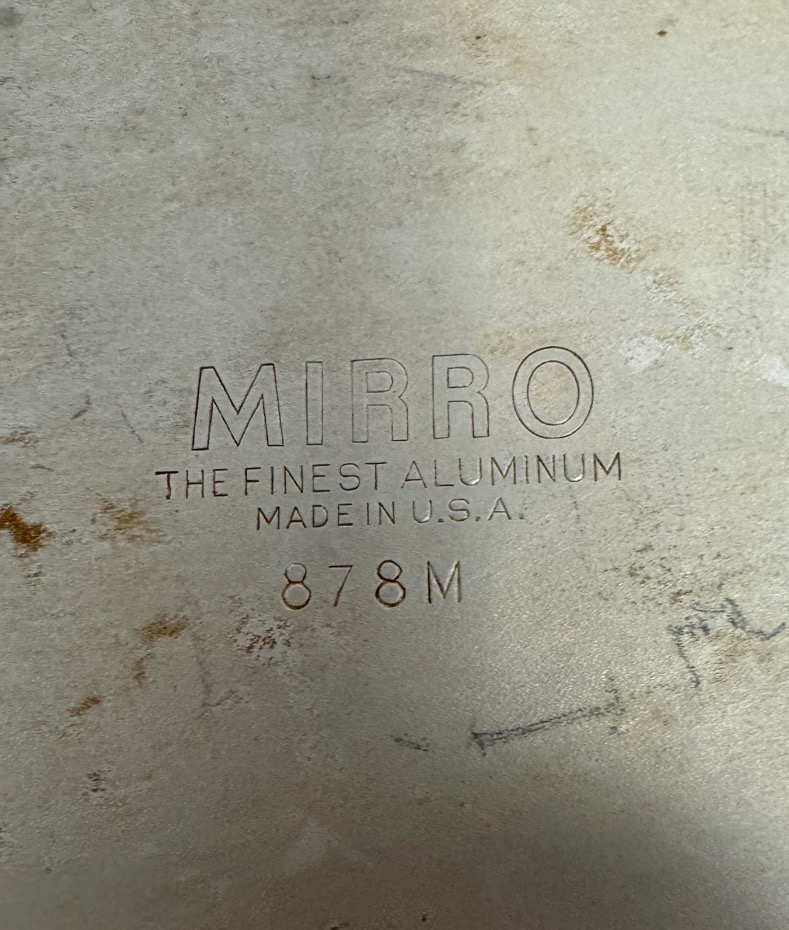 MIRRO
THE FINEST ALUMINUM
MADE IN U.S.A.
878M